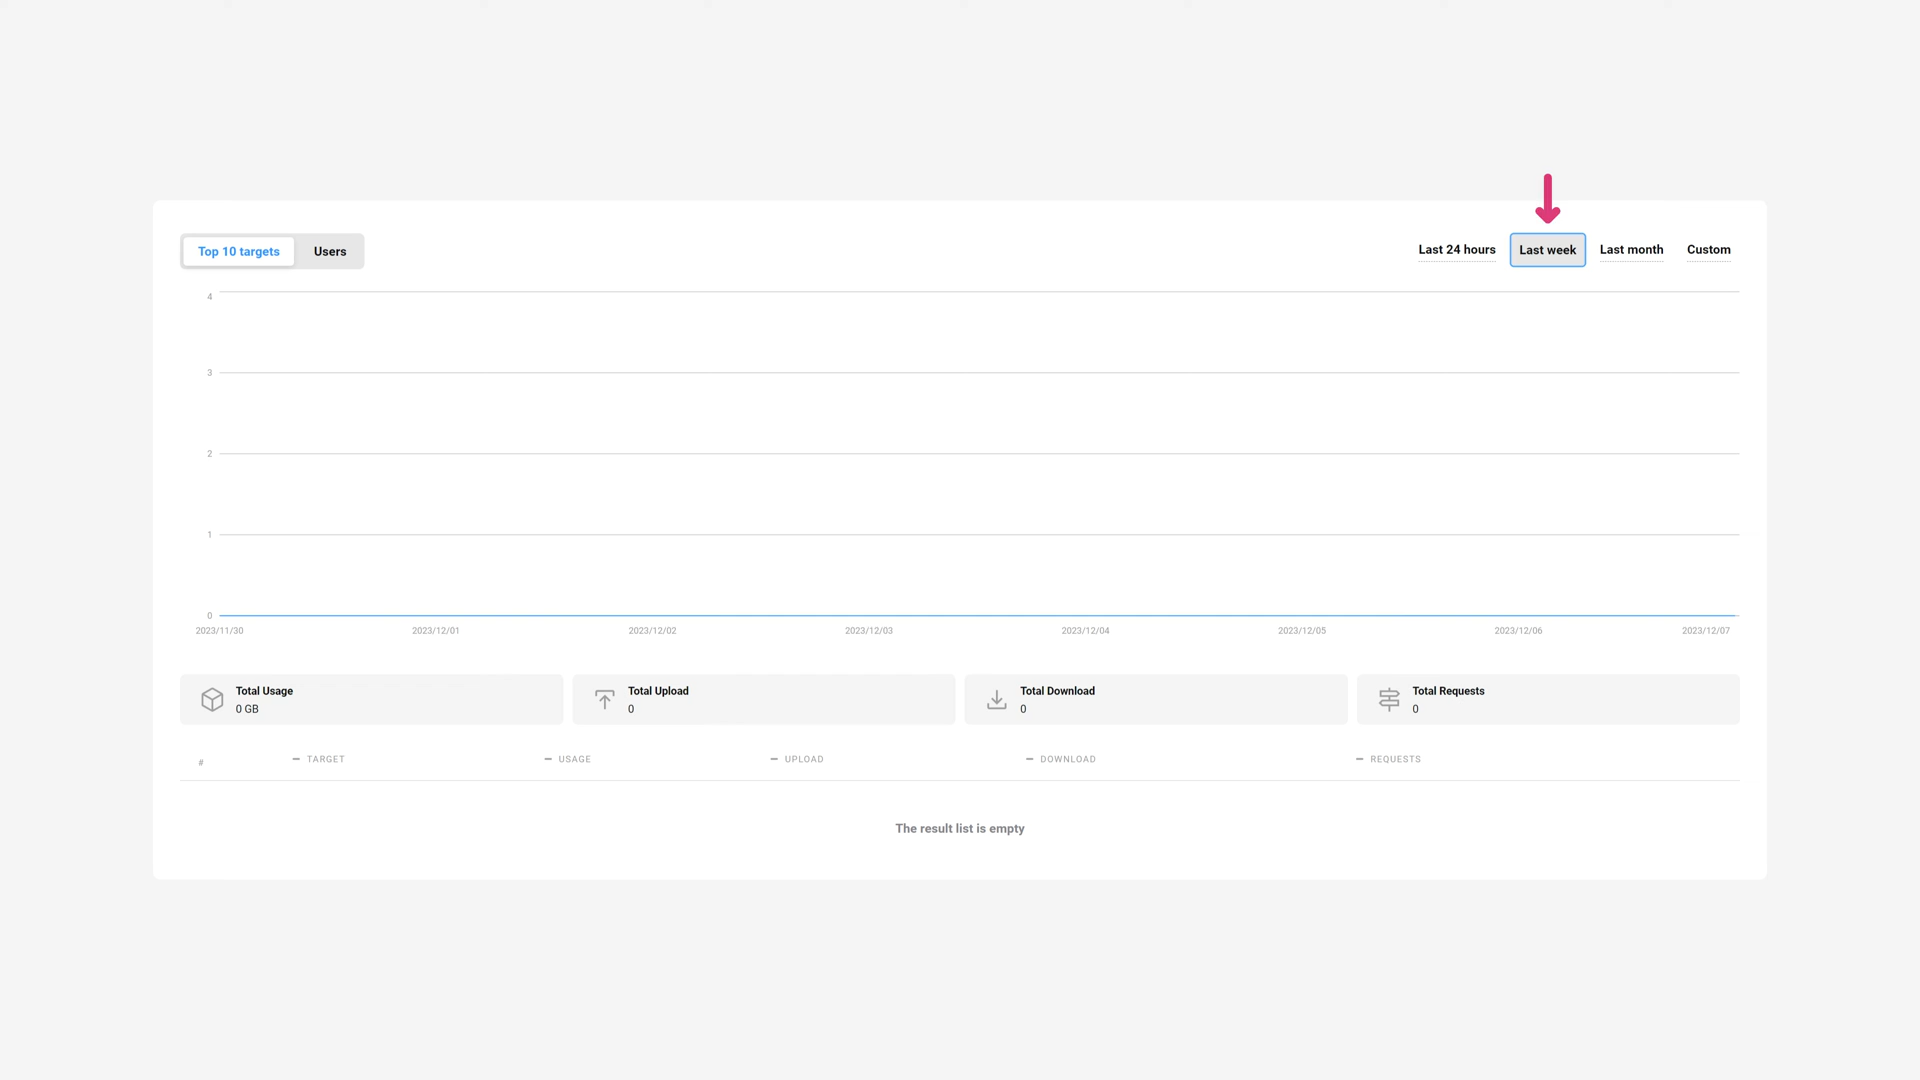 Top 10 targets Users Last 24 hours Last week Last month Custom
4
3
2
1
0
2023/11/30 2023/12/01 2023/12/02 2023/12/03 2023/12/04 2023/12/05 2023/12/06 2023/12/07
Total Usage
0 GB
Total Upload
0
Total Download
0
Total Requests
0
# TARGET USAGE UPLOAD DOWNLOAD REQUESTS
The result list is empty